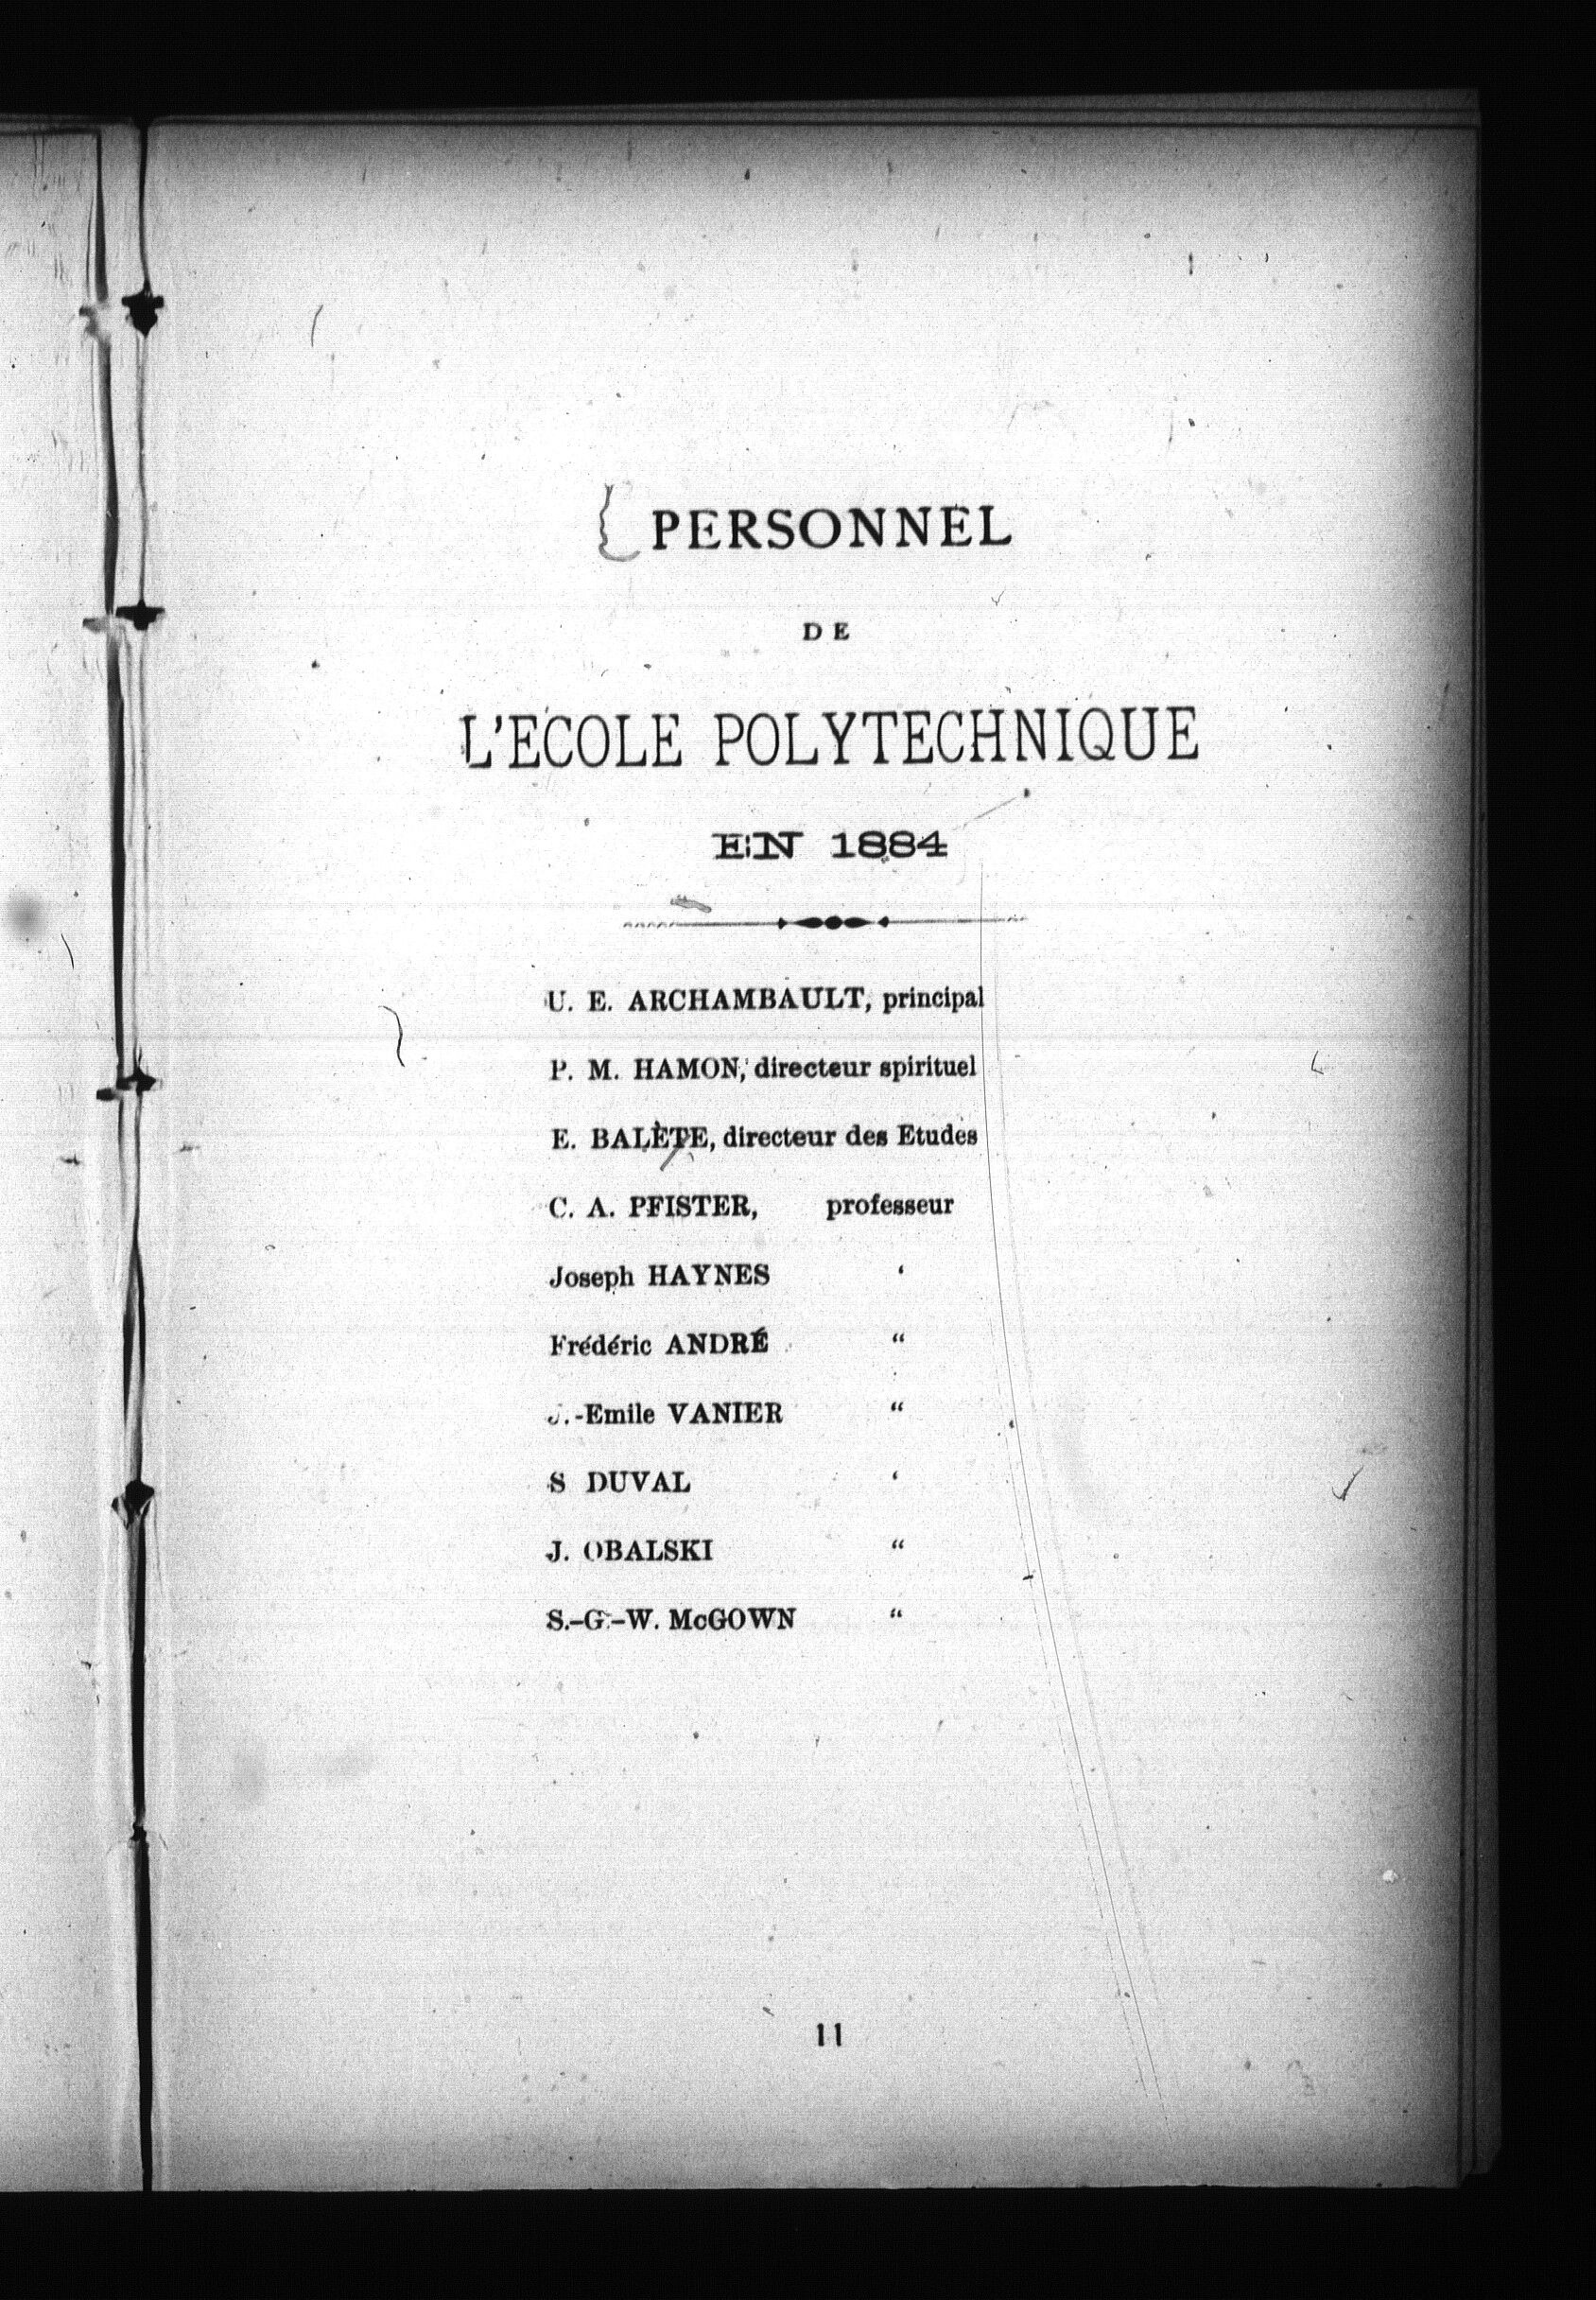 PERSONNEL
DE
L'ECOLE POLYTECHNIQUE
EN 1884
U. E. ARCHAMBAULT, principal
P. M. HAMON, directeur spirituel
E. BALÈTE, directeur des Etudes
C. A. PFISTER, professeur
Joseph HAYNES ‘
Frédéric ANDRÉ “
J.-Emile VANIER “
S DUVAL ‘
J. OBALSKI “
S.-G.-W. McGOWN “
11